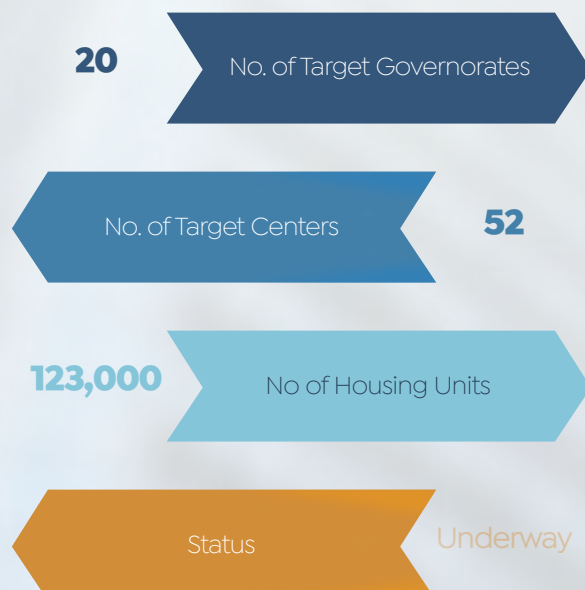 20
No. of Target Governorates
No. of Target Centers
52
123,000
No of Housing Units
Status
Underway